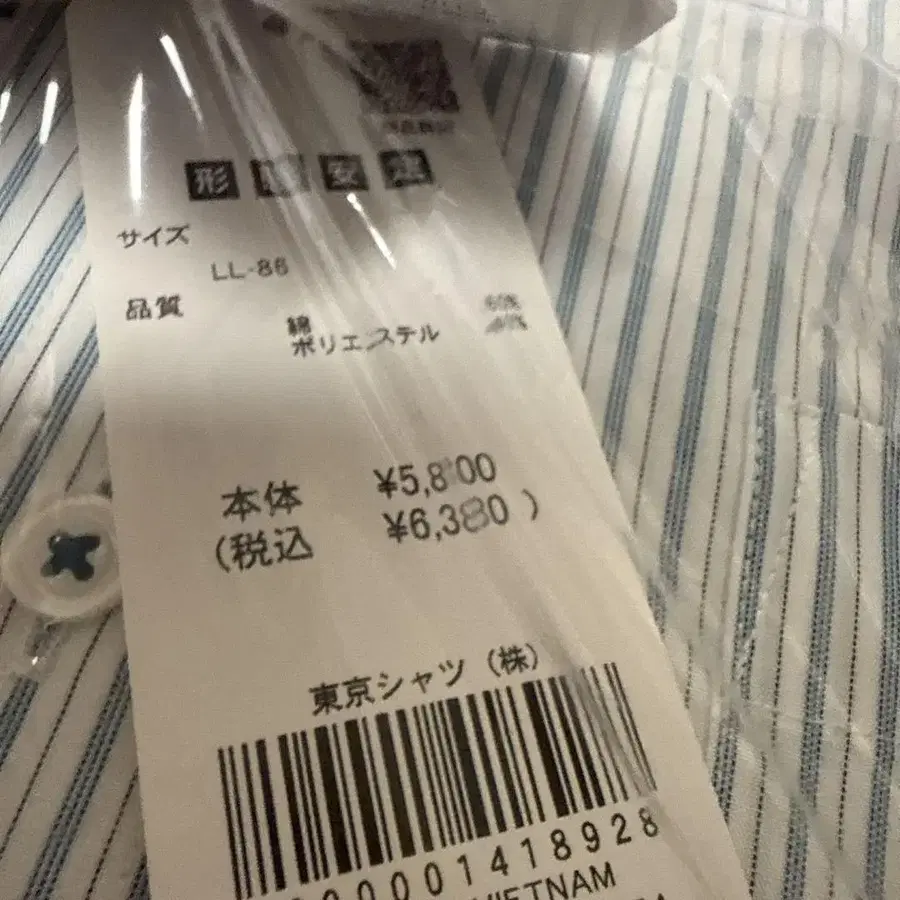 形態安定
サイズ
LL-86
品質
綿
ポリエステル
本体 ¥5,800
(税込 ¥6,380 )
東京シャツ (株)
00001418928
VIETNAM